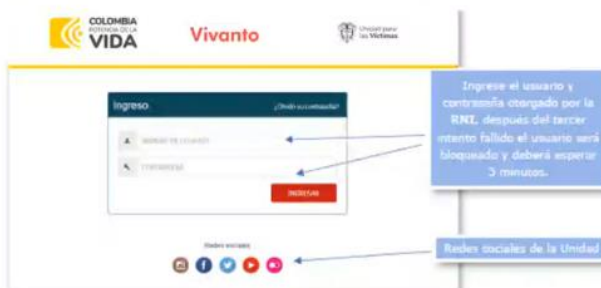 COLOMBIA
POTENCIA DE LA
VIDA
Vivanto
Unidad para
las Víctimas
Ingreso
¿Olvidó su contraseña?
NOMBRE DE USUARIO
CONTRASEÑA
INGRESAR
Redes sociales
Ingrese el usuario y
contraseña otorgado por la
RNI, después del tercer
intento fallido el usuario será
bloqueado y deberá esperar
5 minutos.
Redes sociales de la Unidad